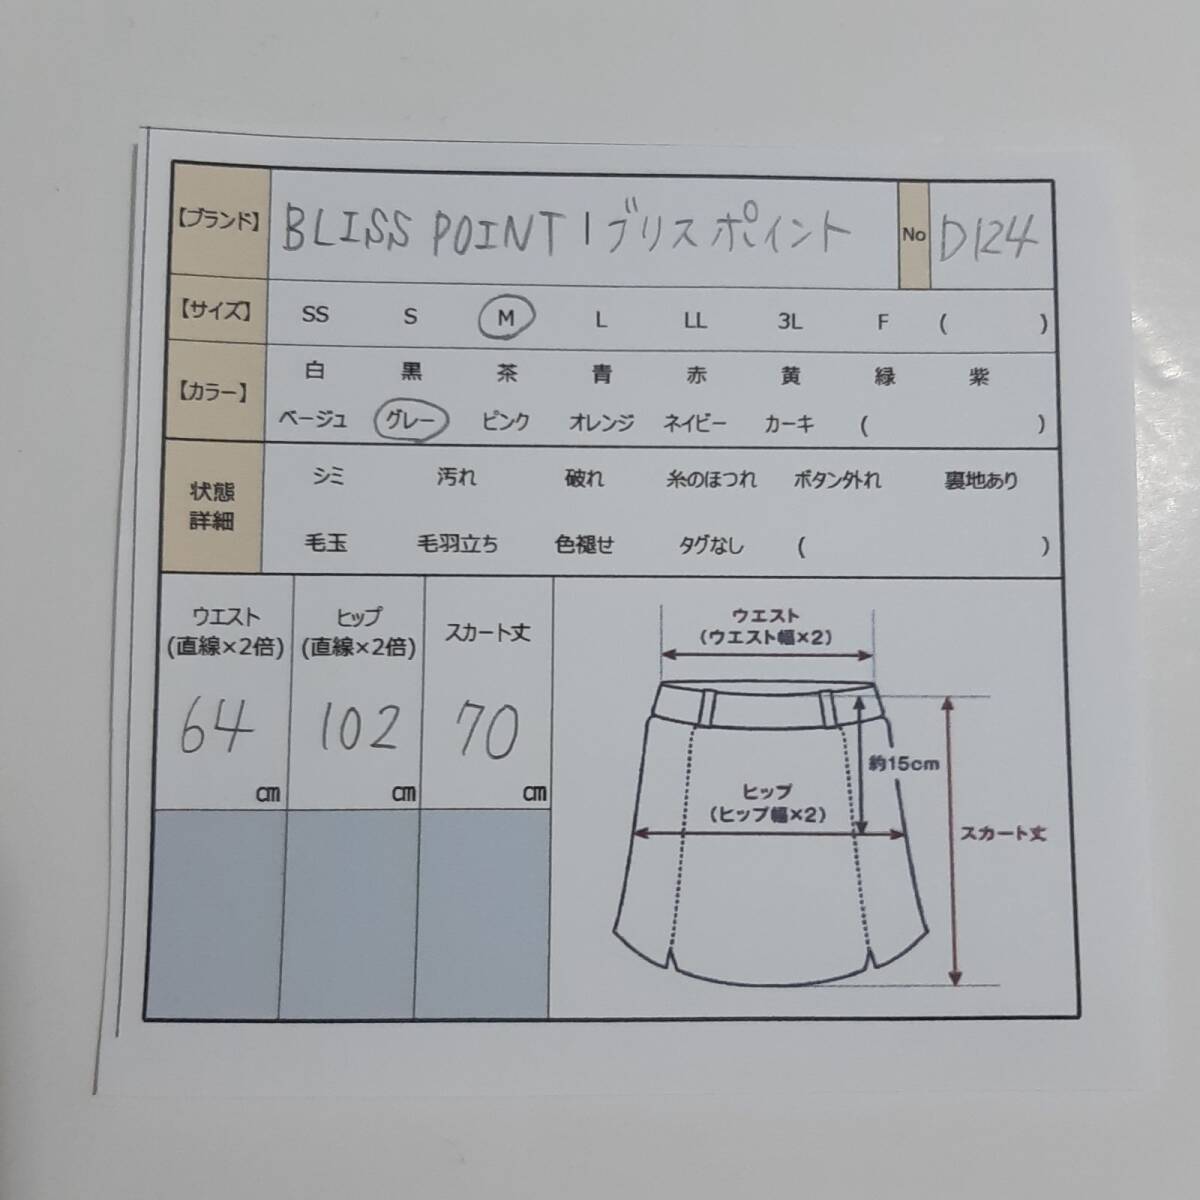 【ブランド】 BLISS POINT | ブリスポイント No D124
【サイズ】 SS S M L LL 3L F ( )
【カラー】 白 黒 茶 青 赤 黄 緑 紫
ベージュ グレー ピンク オレンジ ネイビー カーキ ( )
状態
詳細
シミ 汚れ 破れ 糸のほつれ ボタン外れ 裏地あり
毛玉 毛羽立ち 色褪せ タグなし ( )
ウエスト
(直線×2倍)
64
cm
ヒップ
(直線×2倍)
102
cm
スカート丈
70
cm
ウエスト
(ウエスト幅×2)
約15cm
ヒップ
(ヒップ幅×2)
スカート丈